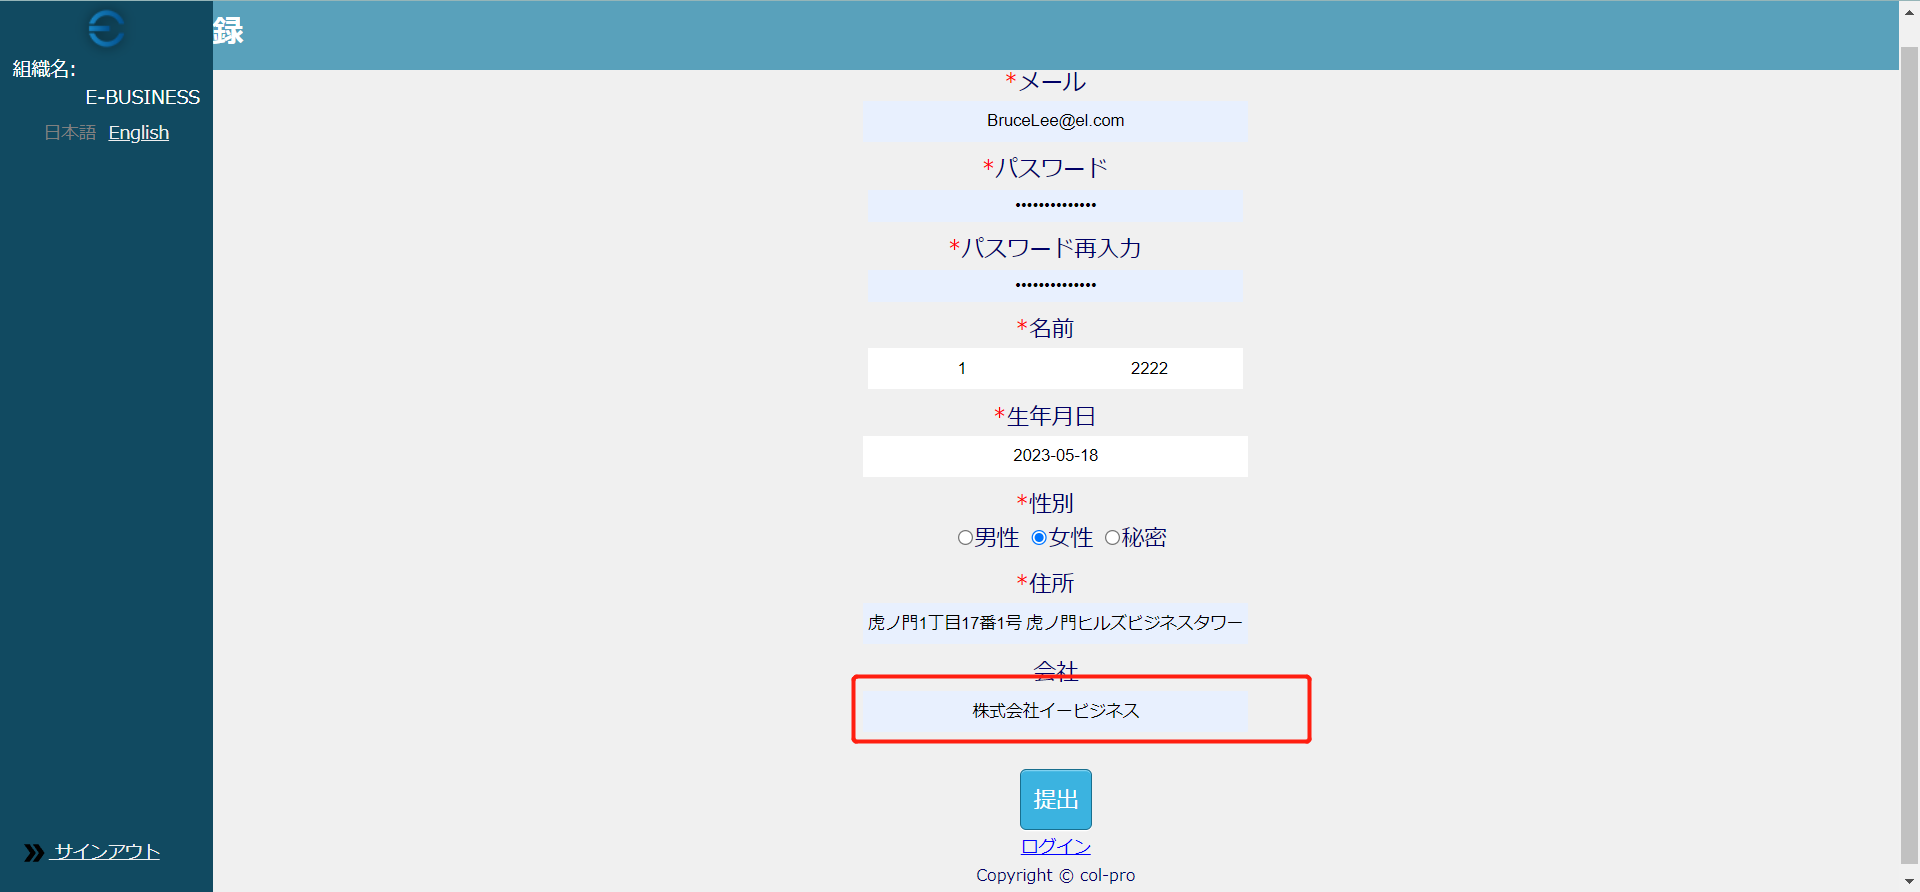 録
組織名:
E-BUSINESS
日本語 English
*メール
BruceLee@el.com
*パスワード
••••••••••••••
*パスワード再入力
••••••••••••••
*名前
1 2222
*生年月日
2023-05-18
*性別
男性 女性 秘密
*住所
虎ノ門1丁目17番1号 虎ノ門ヒルズビジネスタワー
会社
株式会社イービジネス
提出
ログイン
Copyright © col-pro
サインアウト